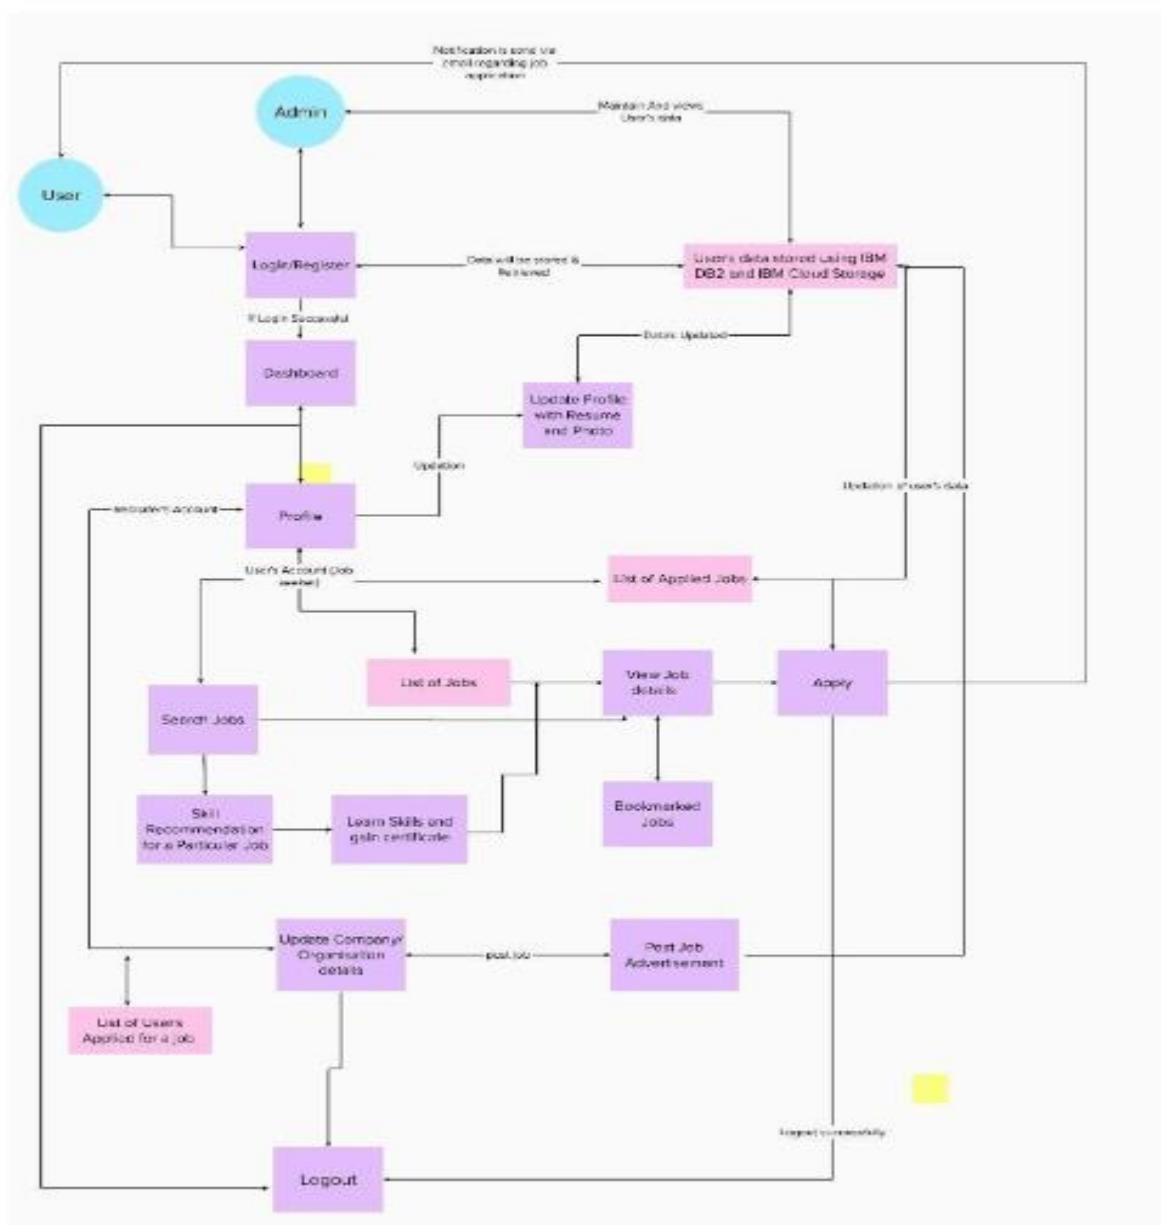 Notification is send via
email regarding job
application
Admin
Maintain And views
User's data
User
Login/Register
Data will be stored &
Retrieved
User's data stored using IBM
DB2 and IBM Cloud Storage
If Login Successful
Data's Updated
Dashboard
Update Profile
with Resume
and Photo
Updation
Updation of user's data
Recruiter's Account
Profile
User's Account (Job
seeker)
List of Applied Jobs
List of Jobs
View Job
details
Apply
Search Jobs
Skill
Recommendation
for a Particular Job
Learn Skills and
gain certificate
Bookmarked
Jobs
Update Company/
Organisation
details
post job
Post Job
Advertisement
List of Users
Applied for a job
Logout successfully
Logout